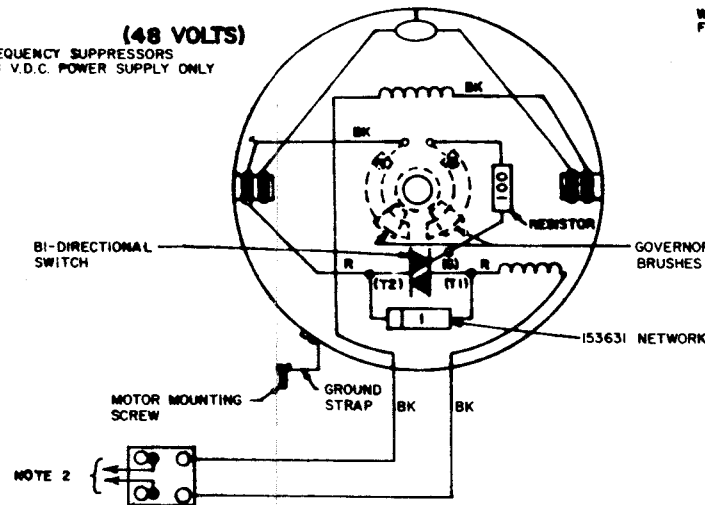 (48 VOLTS)
EQUENCY SUPPRESSORS
V.D.C. POWER SUPPLY ONLY
W
F
BK
BK
100
RESISTOR
BI-DIRECTIONAL
SWITCH
GOVERNOR
BRUSHES
R
(T2)
(G)
(T1)
R
1
153631 NETWORK
MOTOR MOUNTING
SCREW
GROUND
STRAP
BK
BK
NOTE 2